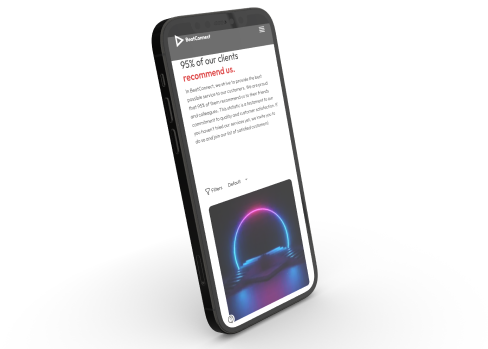 BeatConnect
95% of our clients
recommend us.
In BeatConnect, we strive to provide the best
possible service to our customers. We are proud
that 95% of them recommend us to their friends
and colleagues. This statistic is a testament to our
commitment to quality and customer satisfaction. If
you haven't tried our services yet, we invite you to
do so and join our list of satisfied customers!
Filters Default